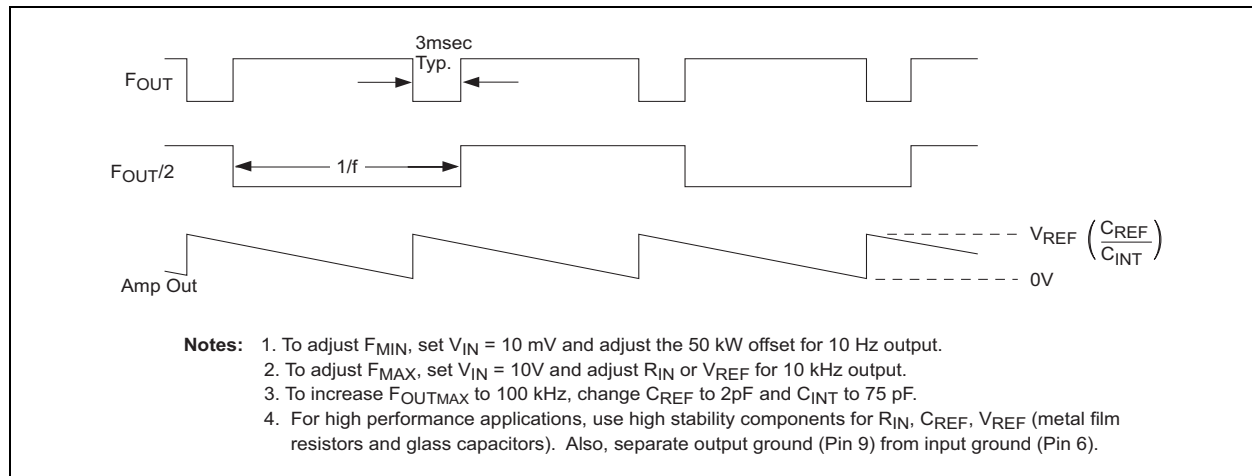 3msec
Typ.
FOUT
1/f
FOUT/2
VREF (CREF/CINT)
0V
Amp Out
Notes: 1. To adjust FMIN, set VIN = 10 mV and adjust the 50 kW offset for 10 Hz output.
2. To adjust FMAX, set VIN = 10V and adjust RIN or VREF for 10 kHz output.
3. To increase FOUTMAX to 100 kHz, change CREF to 2pF and CINT to 75 pF.
4. For high performance applications, use high stability components for RIN, CREF, VREF (metal film
resistors and glass capacitors). Also, separate output ground (Pin 9) from input ground (Pin 6).